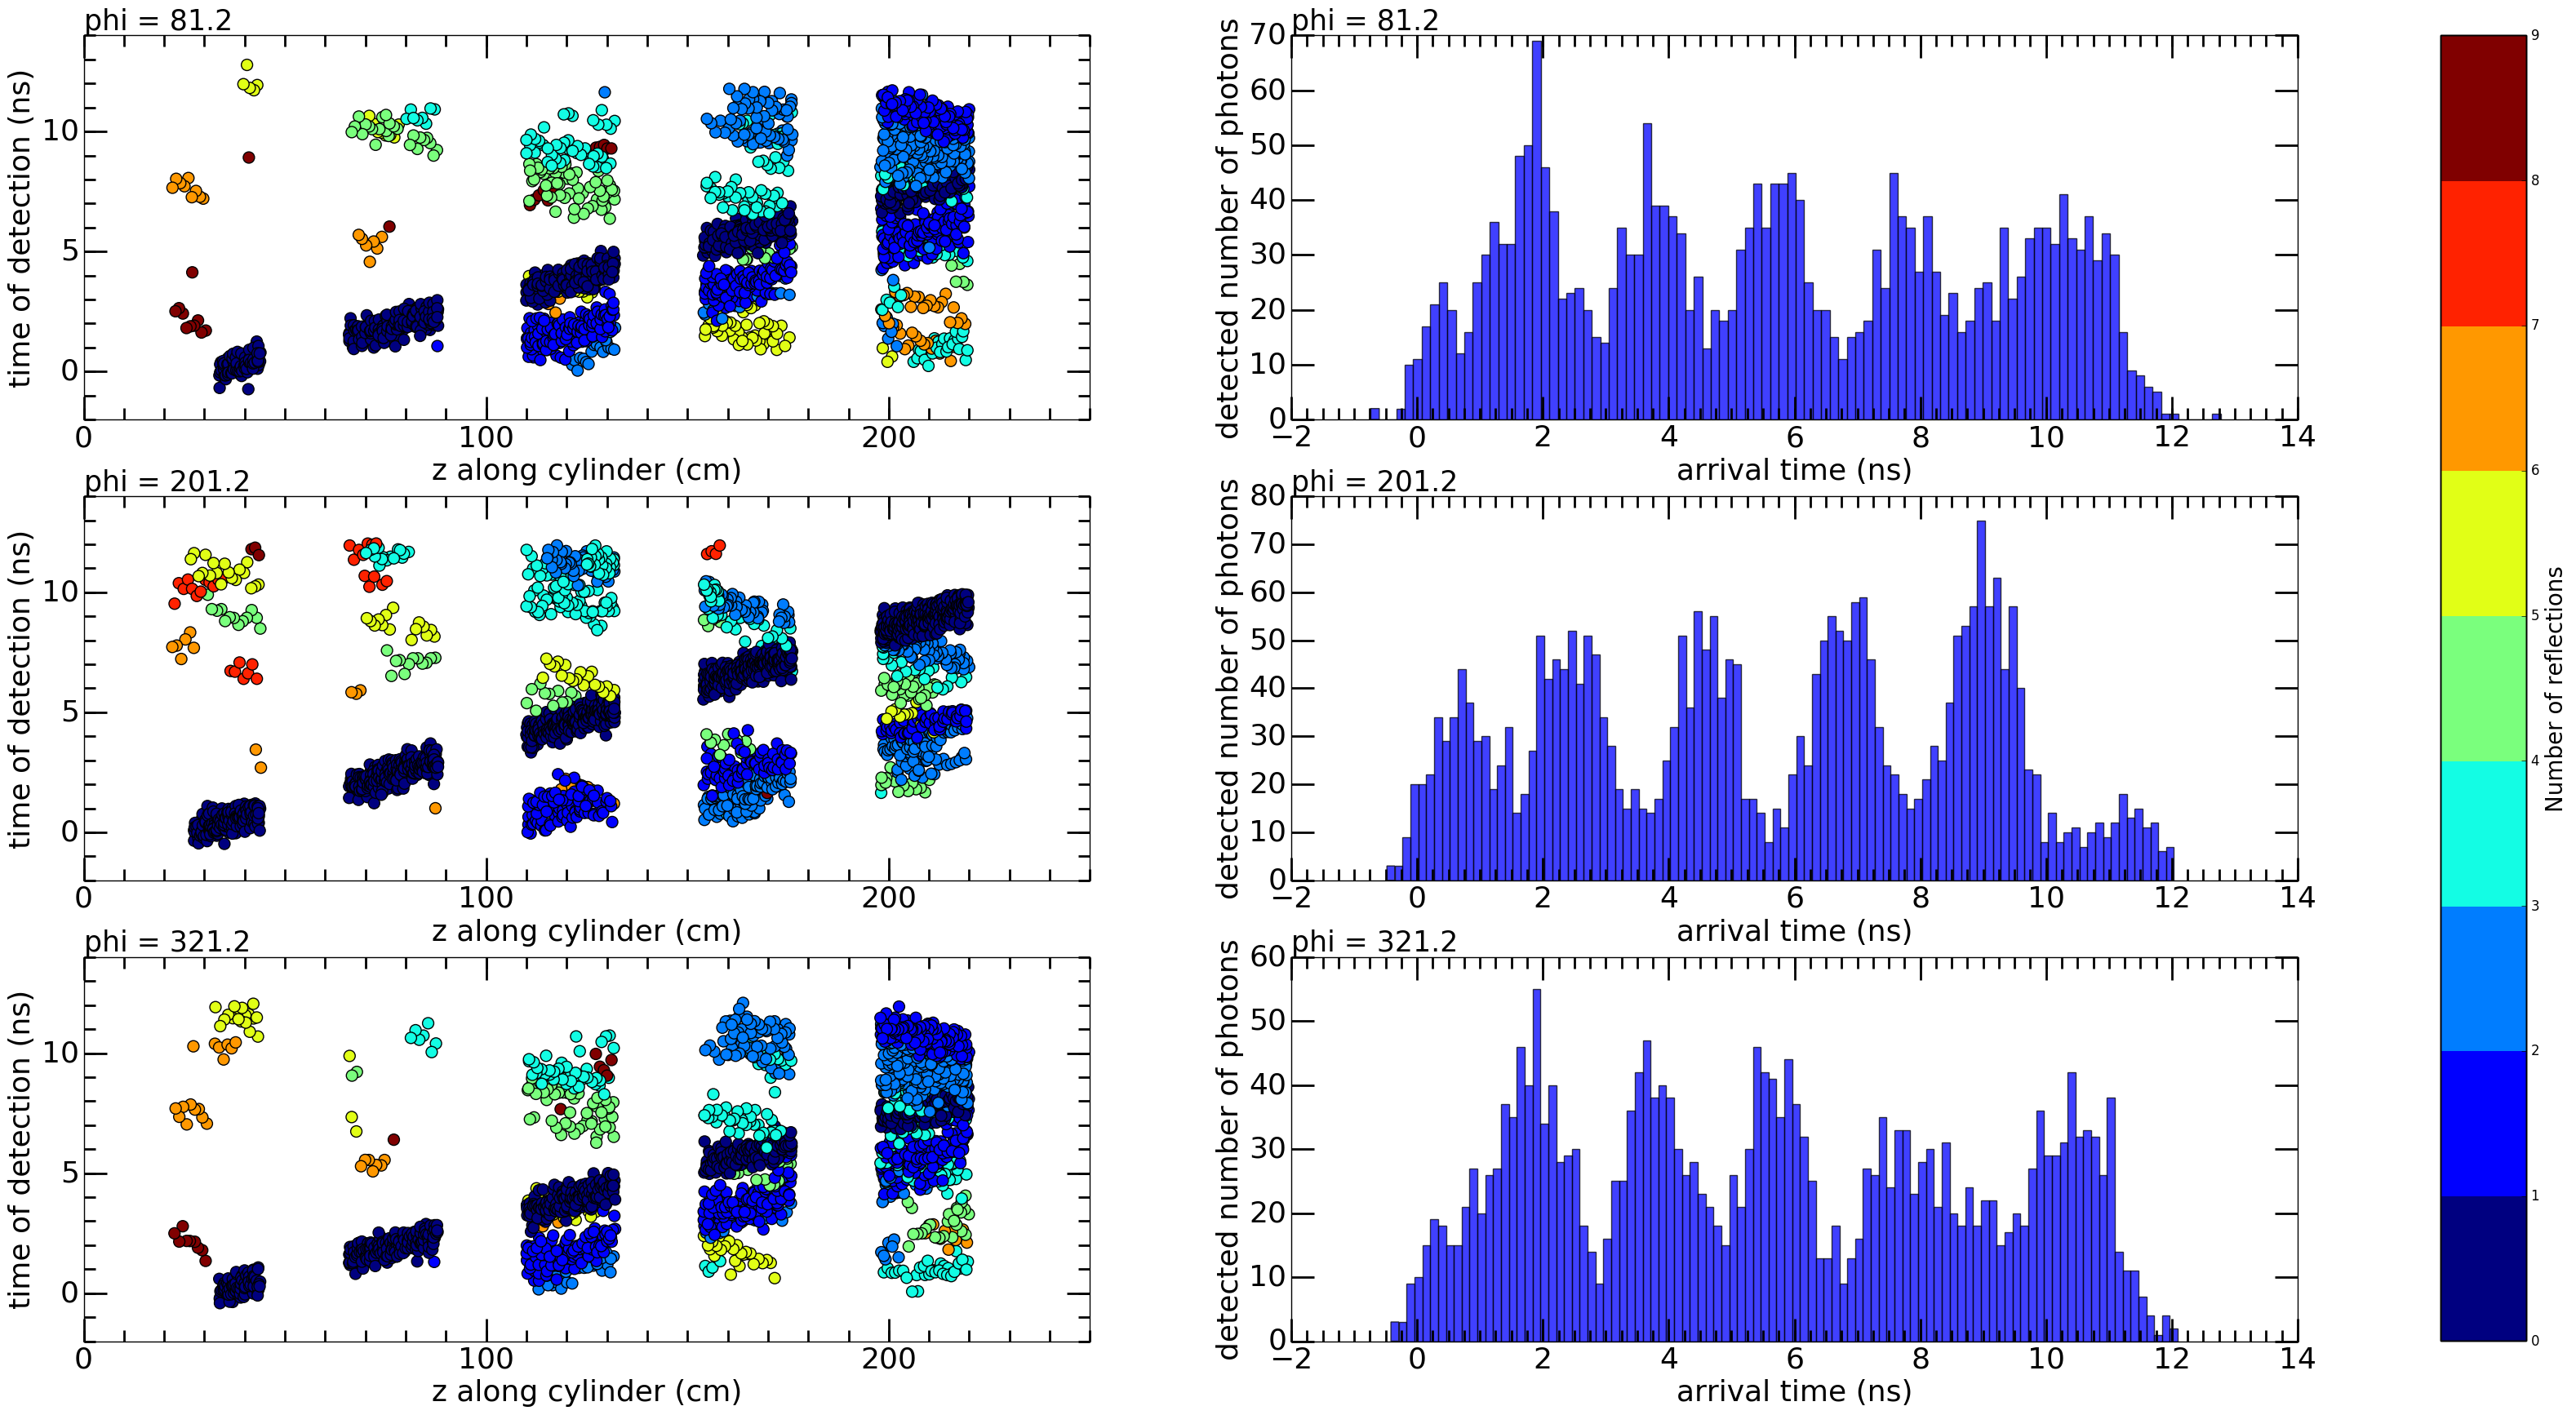 phi = 81.2
time of detection (ns)
10
5
0
0 100 200
z along cylinder (cm)
phi = 81.2
detected number of photons
70
60
50
40
30
20
10
0
−2 0 2 4 6 8 10 12 14
arrival time (ns)
phi = 201.2
time of detection (ns)
10
5
0
0 100 200
z along cylinder (cm)
phi = 201.2
detected number of photons
80
70
60
50
40
30
20
10
0
−2 0 2 4 6 8 10 12 14
arrival time (ns)
phi = 321.2
time of detection (ns)
10
5
0
0 100 200
z along cylinder (cm)
phi = 321.2
detected number of photons
60
50
40
30
20
10
0
−2 0 2 4 6 8 10 12 14
arrival time (ns)
9
8
7
6
5
4
3
2
1
0
Number of reflections